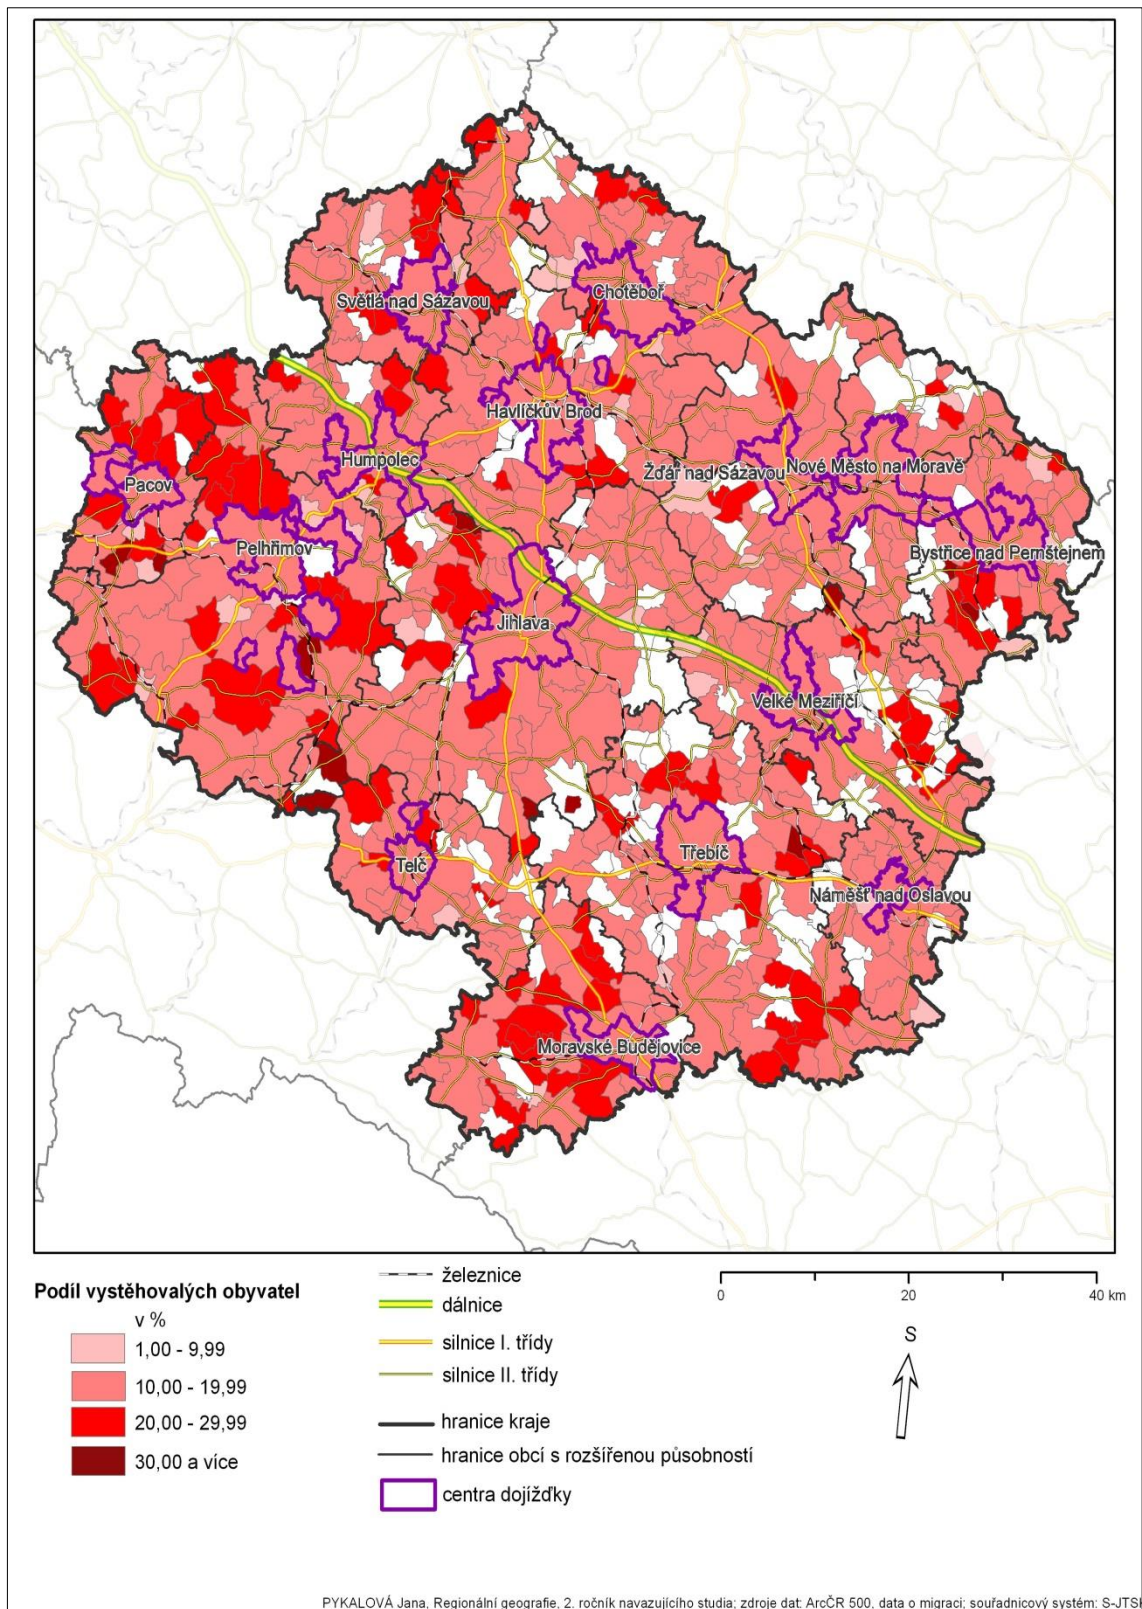 Světlá nad Sázavou
Chotěboř
Havlíčkův Brod
Humpolec
Žďár nad Sázavou
Nové Město na Moravě
Pacov
Pelhřimov
Bystřice nad Pernštejnem
Jihlava
Velké Meziříčí
Telč
Třebíč
Náměšť nad Oslavou
Moravské Budějovice
Podíl vystěhovalých obyvatel
v %
1,00 - 9,99
10,00 - 19,99
20,00 - 29,99
30,00 a více
železnice
dálnice
silnice I. třídy
silnice II. třídy
hranice kraje
hranice obcí s rozšířenou působností
centra dojížďky
0 20 40 km
S
PYKALOVÁ Jana, Regionální geografie, 2. ročník navazujícího studia; zdroje dat: ArcČR 500, data o migraci; souřadnicový systém: S-JTSK